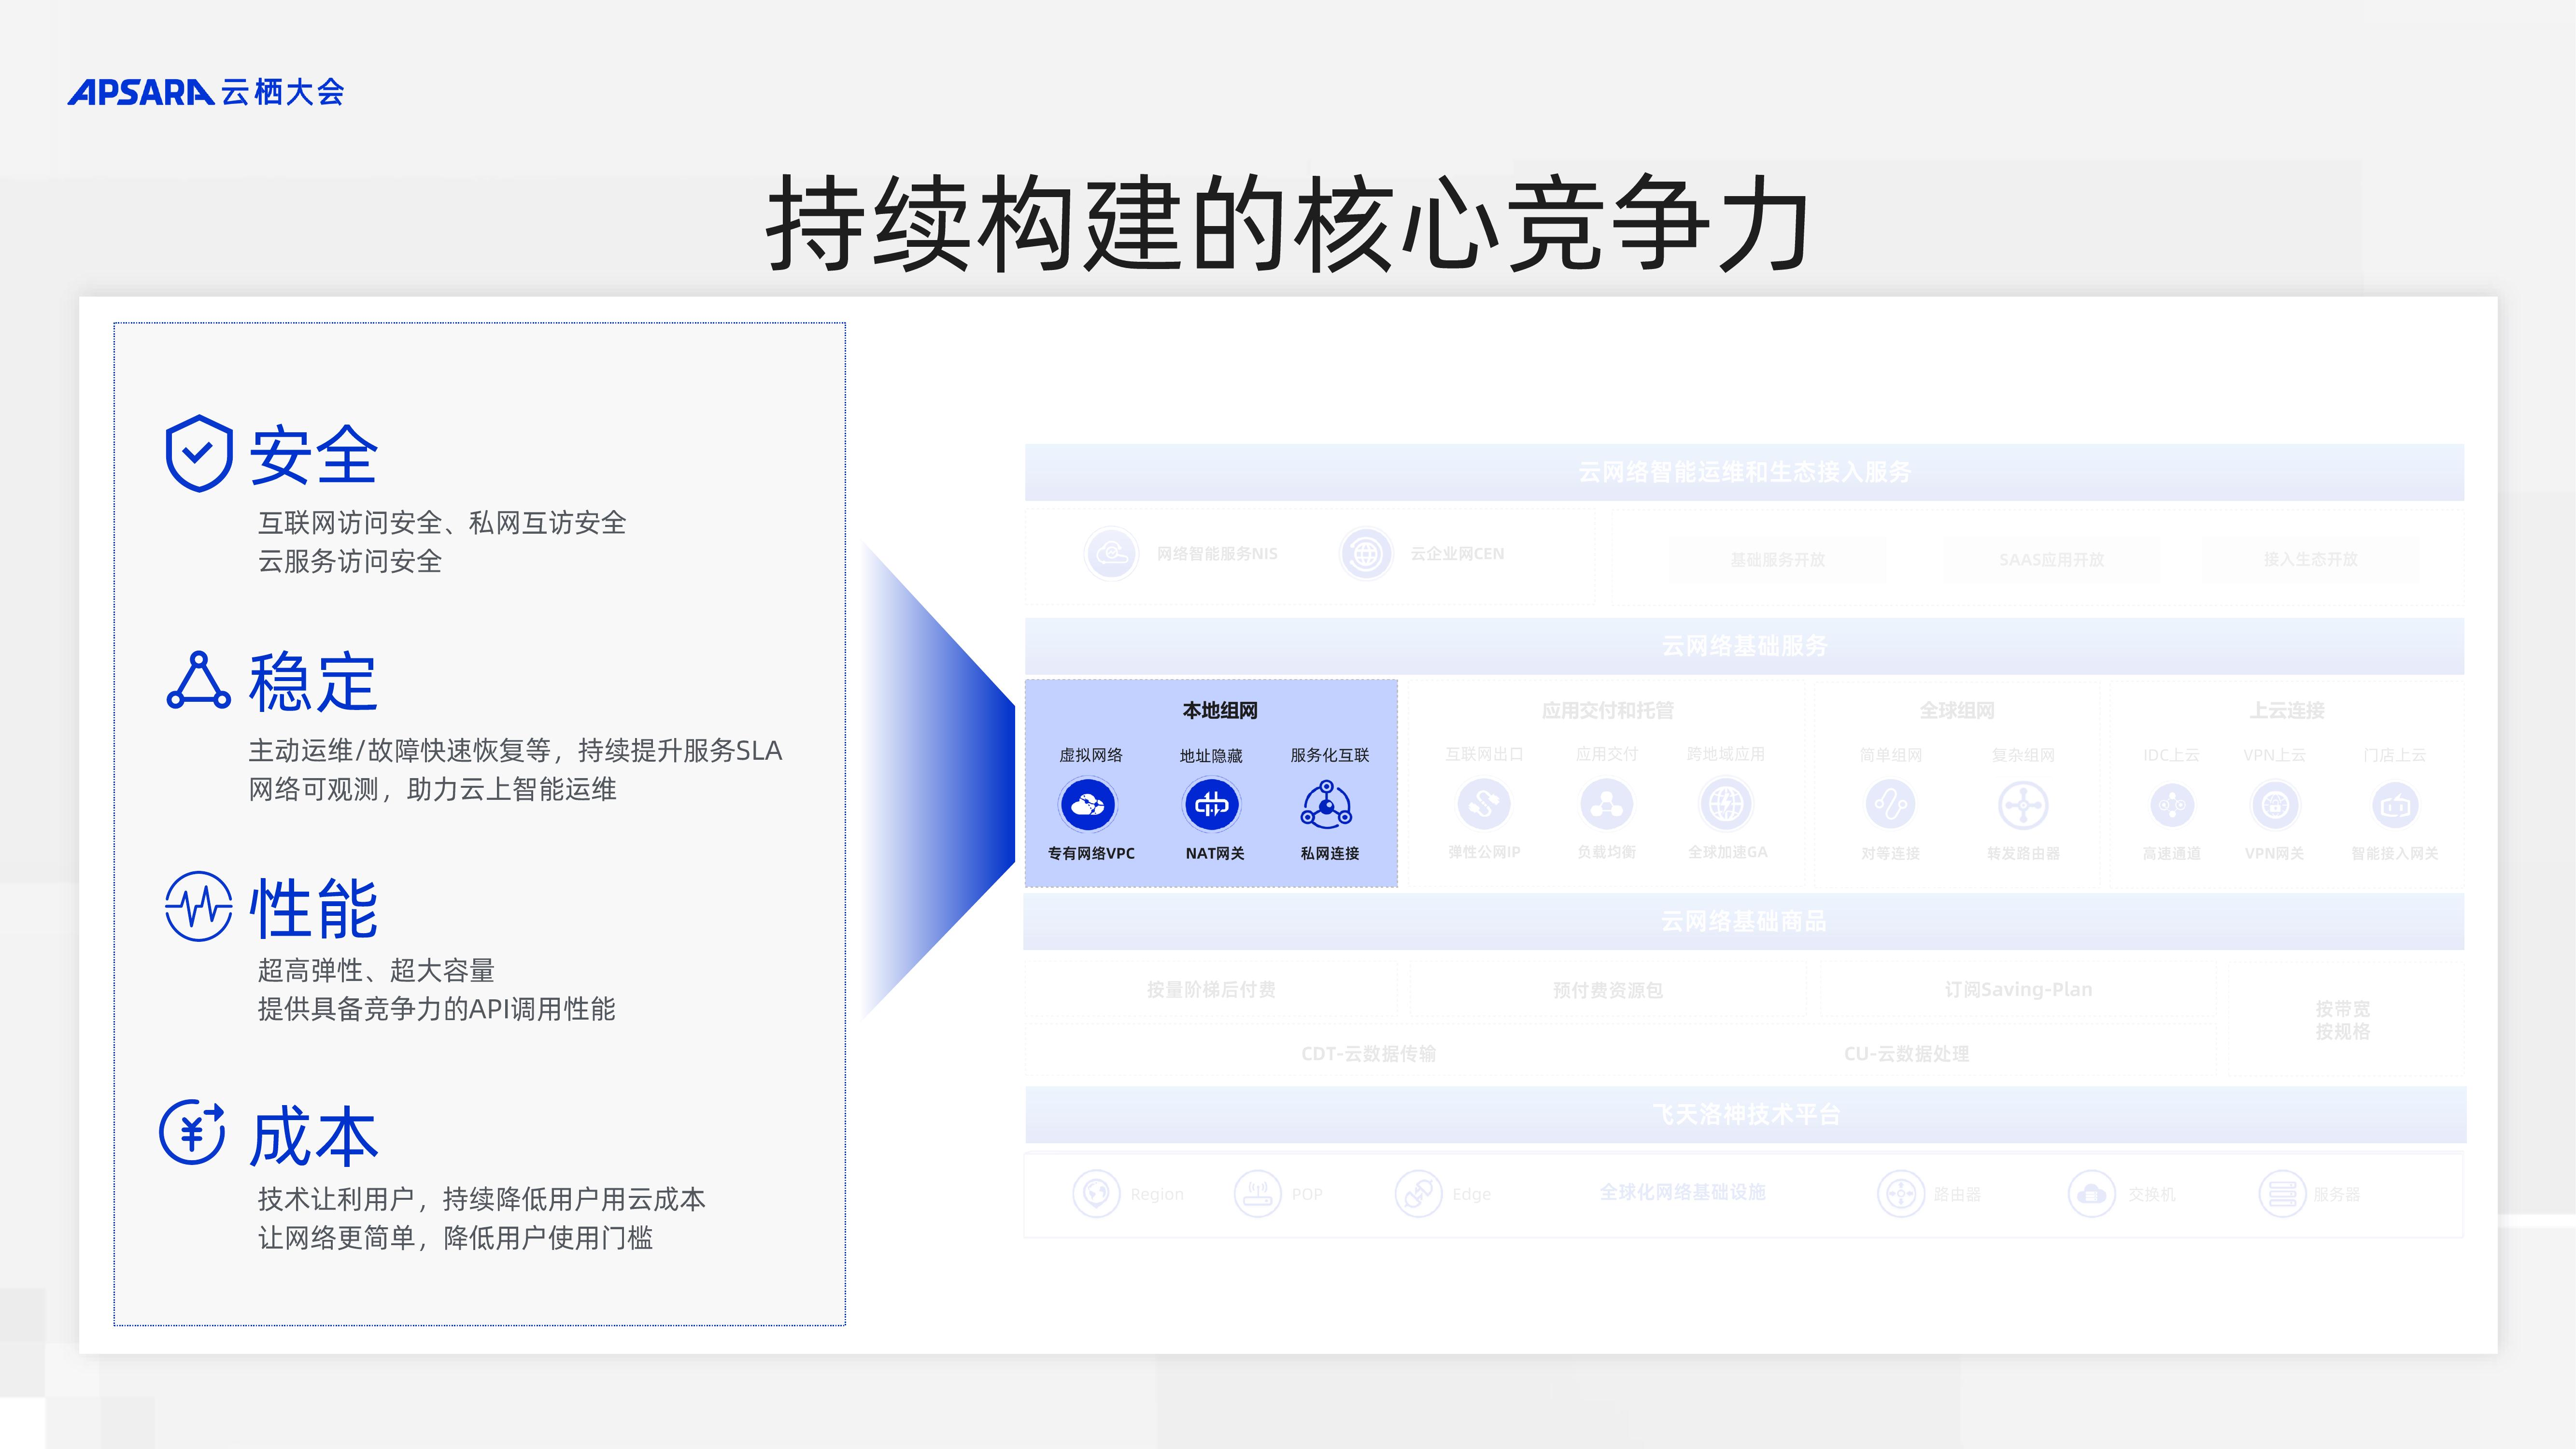 APSARA 云栖大会
持续构建的核心竞争力
安全
互联网访问安全、私网互访安全
云服务访问安全
稳定
主动运维/故障快速恢复等，持续提升服务SLA
网络可观测，助力云上智能运维
性能
超高弹性、超大容量
提供具备竞争力的API调用性能
成本
技术让利用户，持续降低用户用云成本
让网络更简单，降低用户使用门槛
云网络智能运维和生态接入服务
网络智能服务NIS 云企业网CEN 基础服务开放 SAAS应用开放 接入生态开放
云网络基础服务
本地组网 应用交付和托管 全球组网 上云连接
虚拟网络 地址隐藏 服务化互联 互联网出口 应用交付 跨地域应用 简单组网 复杂组网 IDC上云 VPN上云 门店上云
专有网络VPC NAT网关 私网连接 弹性公网IP 负载均衡 全球加速GA 对等连接 转发路由器 高速通道 VPN网关 智能接入网关
云网络基础商品
按量阶梯后付费 预付费资源包 订阅Saving-Plan
按带宽
按规格
CDT-云数据传输 CU-云数据处理
飞天洛神技术平台
Region POP Edge 全球化网络基础设施 路由器 交换机 服务器